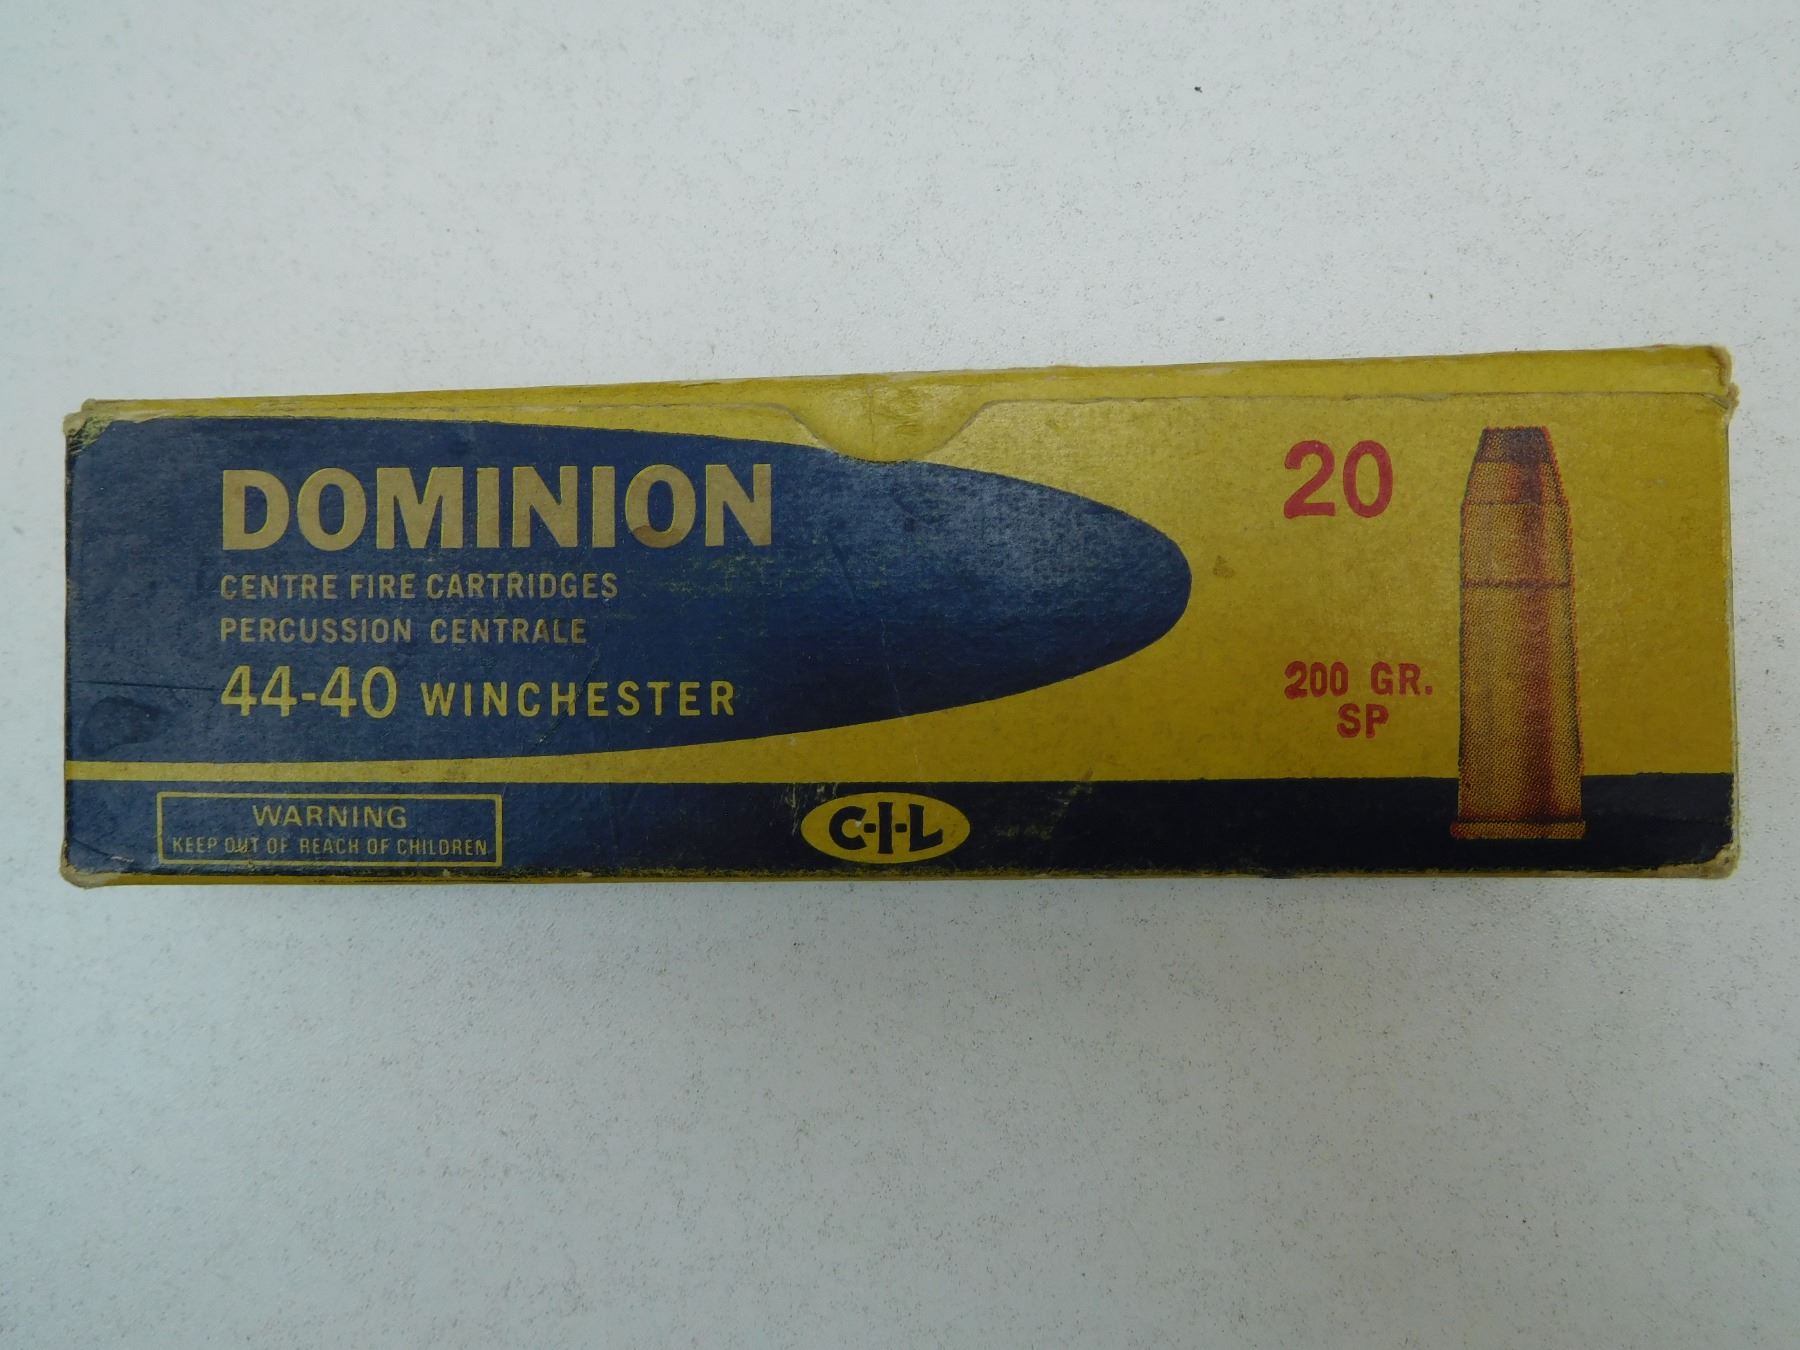 DOMINION
CENTRE FIRE CARTRIDGES
PERCUSSION CENTRALE
44-40 WINCHESTER
20
200 GR.
SP
WARNING
KEEP OUT OF REACH OF CHILDREN
C-I-L